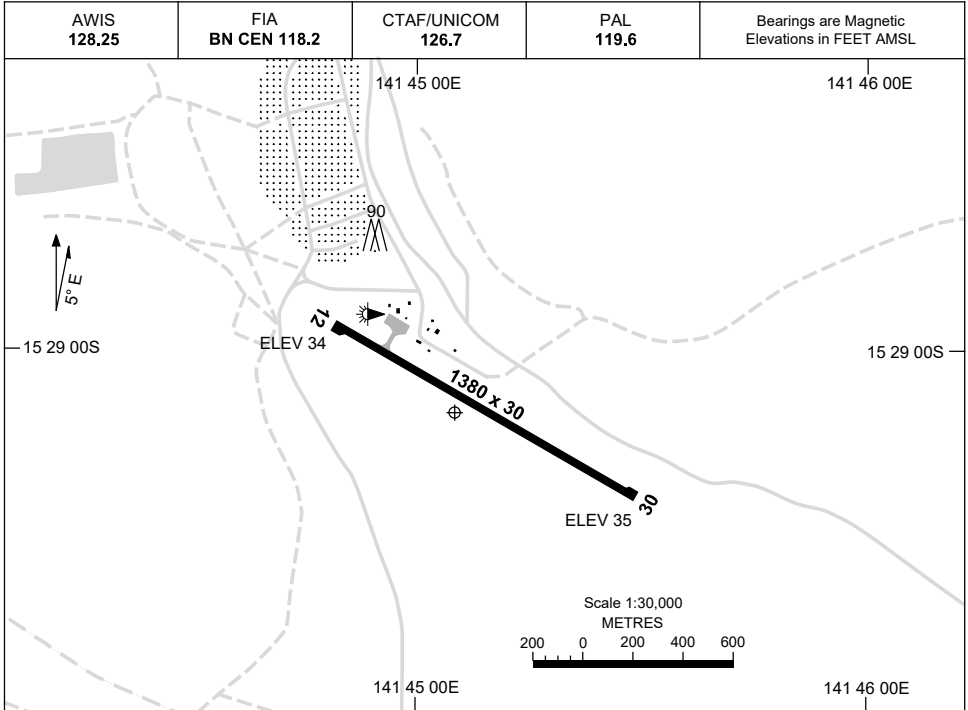 AWIS
128.25
FIA
BN CEN 118.2
CTAF/UNICOM
126.7
PAL
119.6
Bearings are Magnetic
Elevations in FEET AMSL
141 45 00E
141 46 00E
90
5° E
12
ELEV 34
15 29 00S
15 29 00S
1380 x 30
30
ELEV 35
Scale 1:30,000
METRES
200 0 200 400 600
141 45 00E
141 46 00E